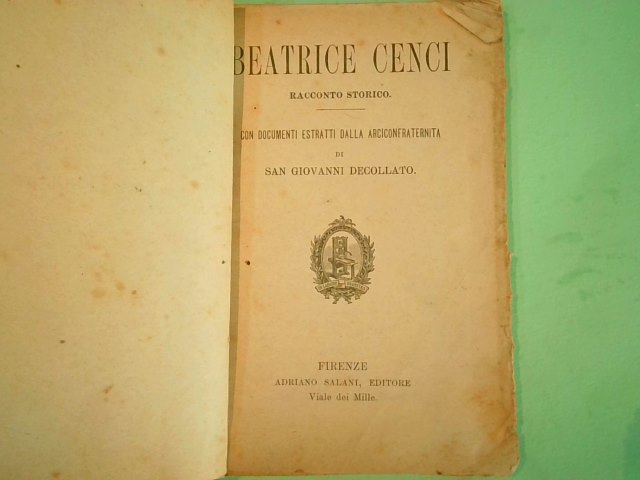 BEATRICE CENCI
RACCONTO STORICO.
CON DOCUMENTI ESTRATTI DALLA ARCICONFRATERNITA
DI
SAN GIOVANNI DECOLLATO.
FIRENZE
ADRIANO SALANI, EDITORE
Viale dei Mille.